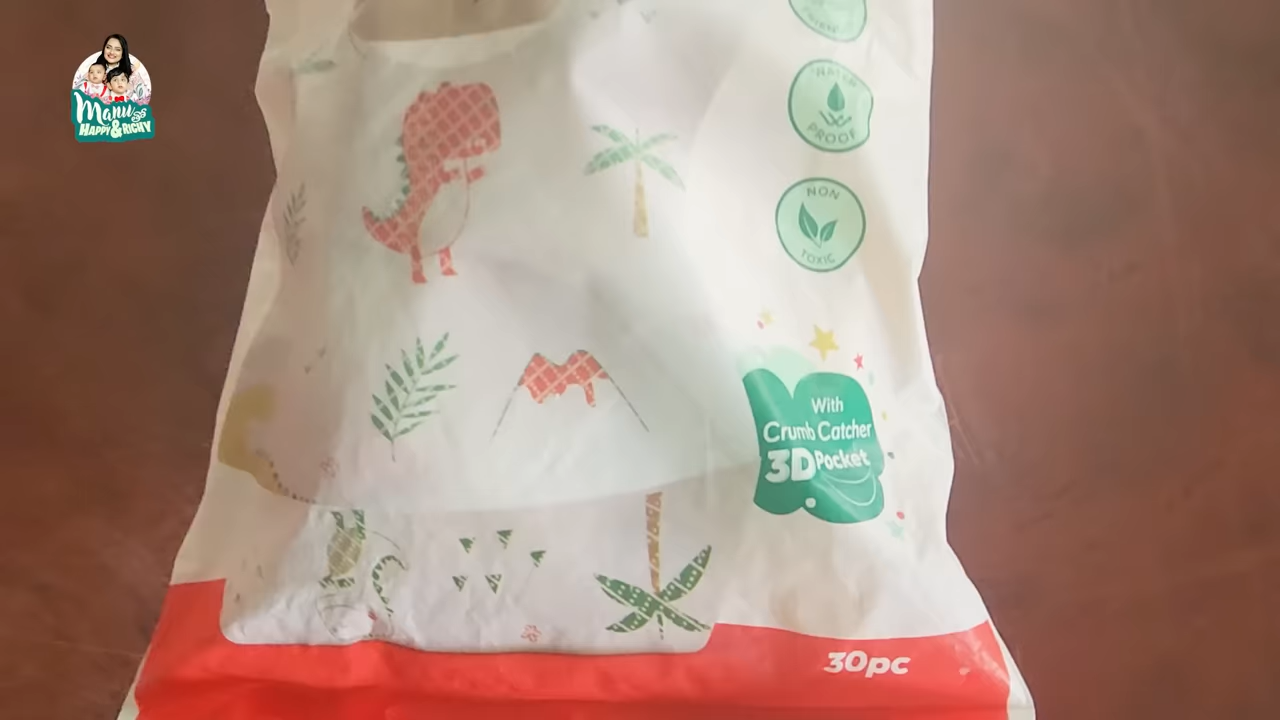 Manu's
HAPPY & RICHY
WATER
PROOF
NON
TOXIC
With
Crumb Catcher
3D Pocket
30pc